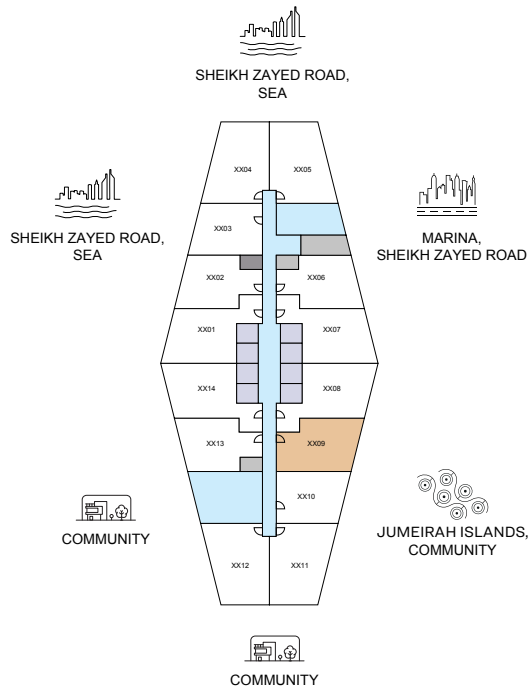 SHEIKH ZAYED ROAD,
SEA
XX04
XX05
SHEIKH ZAYED ROAD,
SEA
XX03
MARINA,
SHEIKH ZAYED ROAD
XX02
XX06
XX01
XX07
XX14
XX08
XX13
XX09
XX10
COMMUNITY
JUMEIRAH ISLANDS,
COMMUNITY
XX12
XX11
COMMUNITY